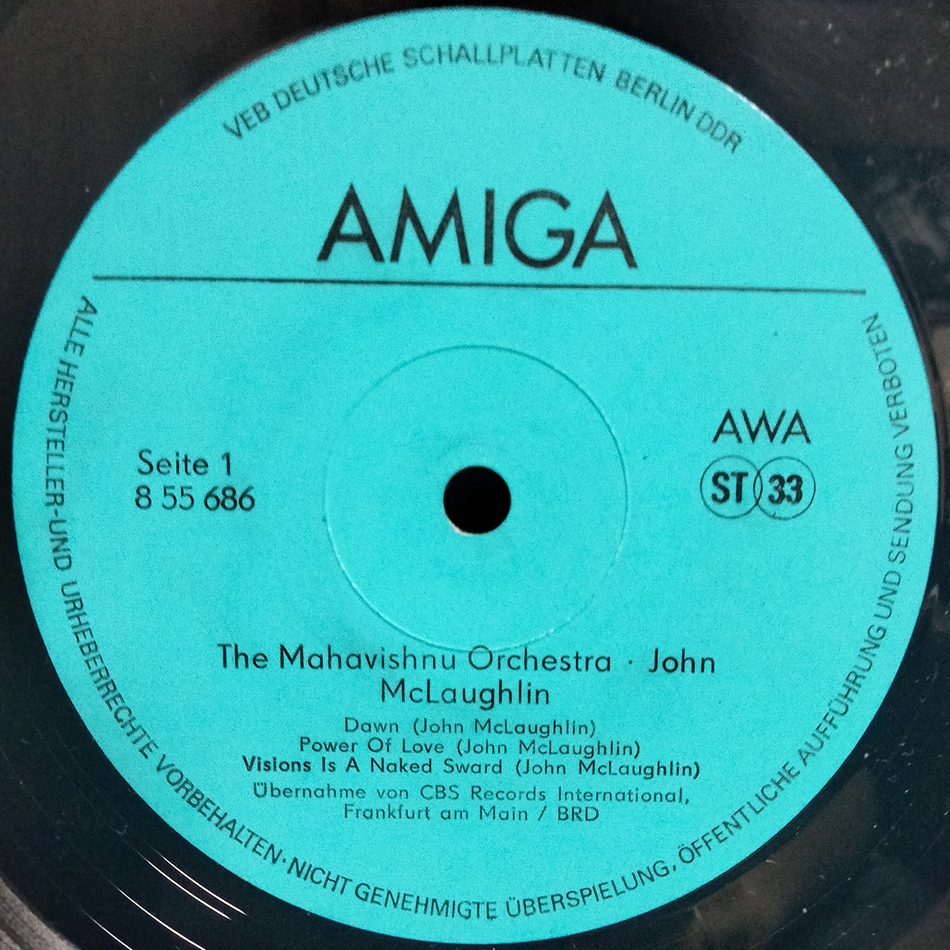 VEB DEUTSCHE SCHALLPLATTEN BERLIN DDR
AMIGA
Seite 1
8 55 686
AWA
ST 33
The Mahavishnu Orchestra · John
McLaughlin
Dawn (John McLaughlin)
Power Of Love (John McLaughlin)
Visions Is A Naked Sward (John McLaughlin)
Übernahme von CBS Records International,
Frankfurt am Main / BRD
ALLE HERSTELLER-UND URHEBERRECHTE VORBEHALTEN·NICHT GENEHMIGTE ÜBERSPIELUNG, ÖFFENTLICHE AUFFÜHRUNG UND SENDUNG VERBOTEN